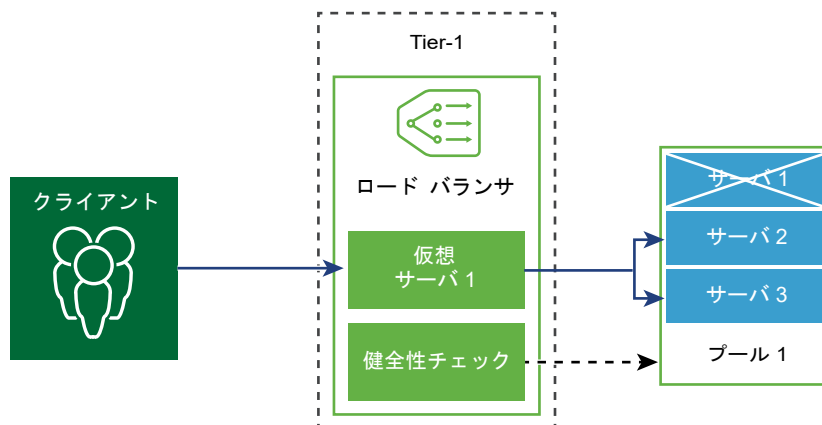 Tier-1
ロード バランサ
クライアント
仮想
サーバ 1
健全性チェック
サーバ 1
サーバ 2
サーバ 3
プール 1